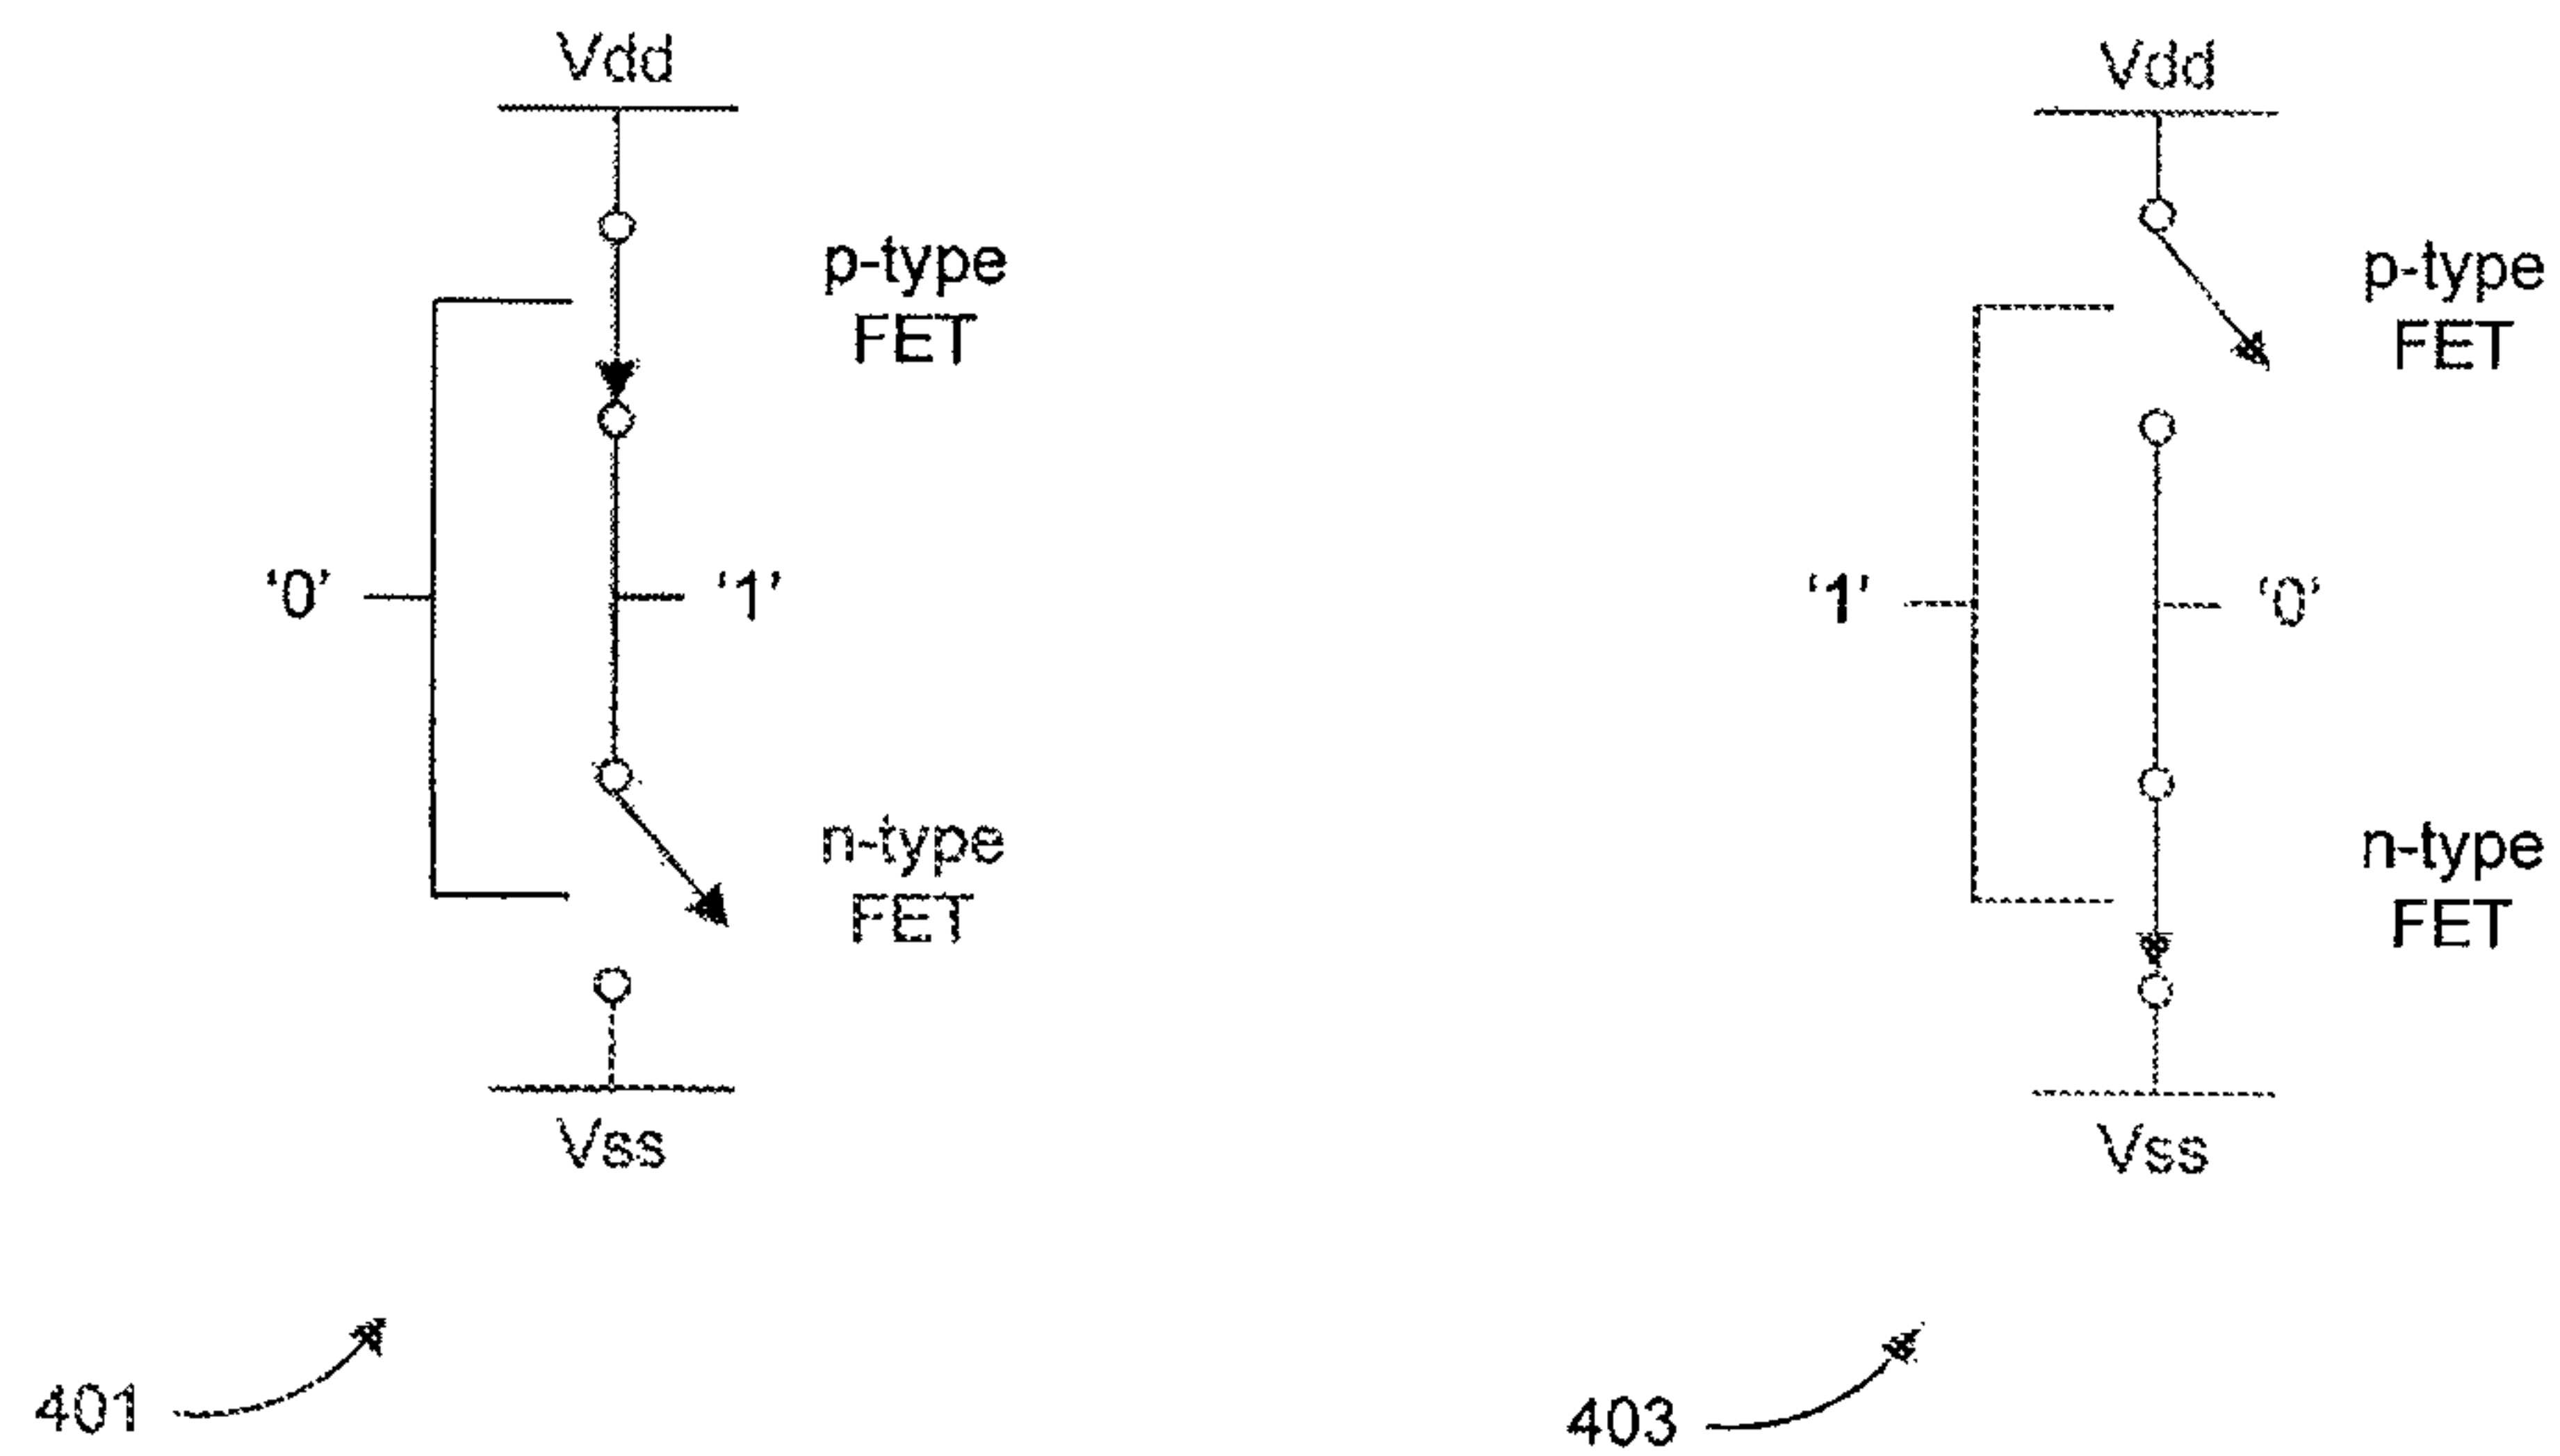 Vdd
p-type
FET
‘0’
‘1’
n-type
FET
Vss
401
Vdd
p-type
FET
‘1’
‘0’
n-type
FET
Vss
403